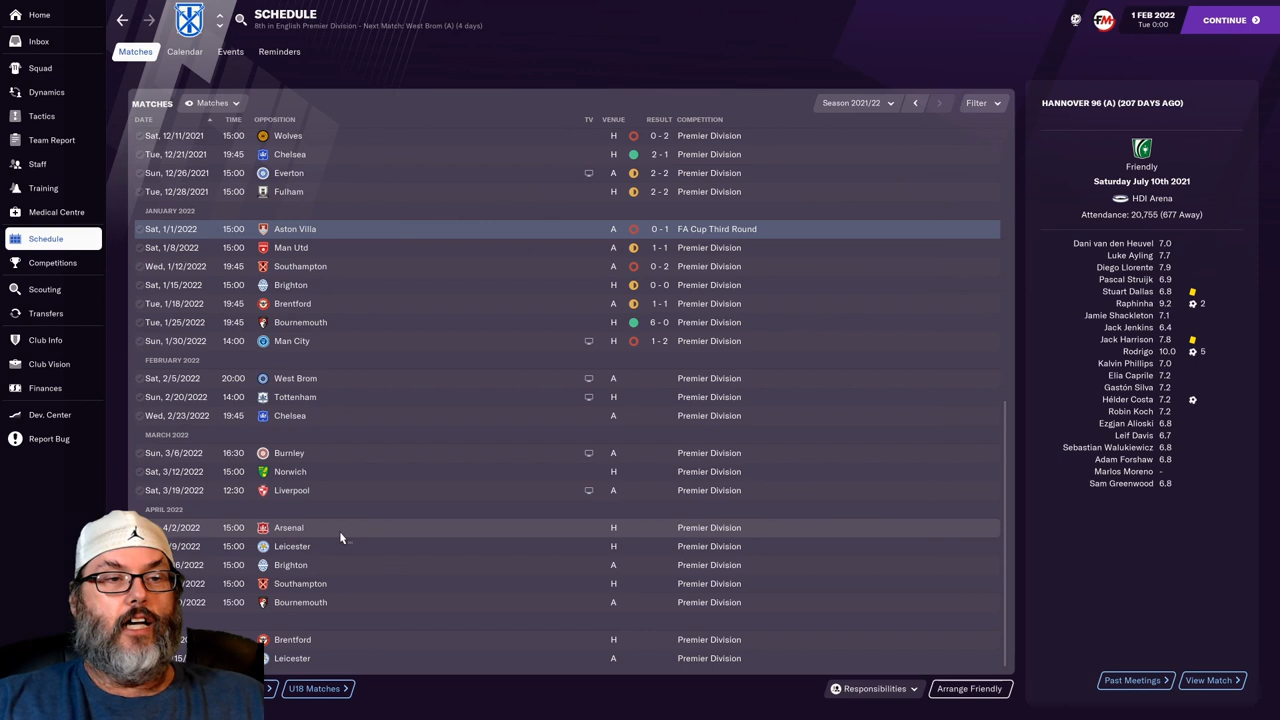 Home
Inbox
Squad
Dynamics
Tactics
Team Report
Staff
Training
Medical Centre
Schedule
Competitions
Scouting
Transfers
Club Info
Club Vision
Finances
Dev. Center
Report Bug
SCHEDULE
8th in English Premier Division - Next Match: West Brom (A) (4 days)
FM
1 FEB 2022
Tue 0:00
CONTINUE
Matches Calendar Events Reminders
MATCHES Matches Season 2021/22 Filter
DATE TIME OPPOSITION TV VENUE RESULT COMPETITION
Sat, 12/11/2021 15:00 Wolves H 0 - 2 Premier Division
Tue, 12/21/2021 19:45 Chelsea H 2 - 1 Premier Division
Sun, 12/26/2021 15:00 Everton A 2 - 2 Premier Division
Tue, 12/28/2021 15:00 Fulham H 2 - 2 Premier Division
JANUARY 2022
Sat, 1/1/2022 15:00 Aston Villa A 0 - 1 FA Cup Third Round
Sat, 1/8/2022 15:00 Man Utd A 1 - 1 Premier Division
Wed, 1/12/2022 19:45 Southampton A 0 - 2 Premier Division
Sat, 1/15/2022 15:00 Brighton H 0 - 0 Premier Division
Tue, 1/18/2022 19:45 Brentford A 1 - 1 Premier Division
Tue, 1/25/2022 19:45 Bournemouth H 6 - 0 Premier Division
Sun, 1/30/2022 14:00 Man City H 1 - 2 Premier Division
FEBRUARY 2022
Sat, 2/5/2022 20:00 West Brom A Premier Division
Sun, 2/20/2022 14:00 Tottenham H Premier Division
Wed, 2/23/2022 19:45 Chelsea A Premier Division
MARCH 2022
Sun, 3/6/2022 16:30 Burnley A Premier Division
Sat, 3/12/2022 15:00 Norwich H Premier Division
Sat, 3/19/2022 12:30 Liverpool A Premier Division
APRIL 2022
4/2/2022 15:00 Arsenal H Premier Division
/9/2022 15:00 Leicester H Premier Division
6/2022 15:00 Brighton A Premier Division
/2022 15:00 Southampton H Premier Division
0/2022 15:00 Bournemouth A Premier Division
Brentford H Premier Division
15/ Leicester A Premier Division
U18 Matches Responsibilities Arrange Friendly
HANNOVER 96 (A) (207 DAYS AGO)
Friendly
Saturday July 10th 2021
HDI Arena
Attendance: 20,755 (677 Away)
Dani van den Heuvel 7.0
Luke Ayling 7.7
Diego Llorente 7.9
Pascal Struijk 6.9
Stuart Dallas 6.8
Raphinha 9.2 2
Jamie Shackleton 7.1
Jack Jenkins 6.4
Jack Harrison 7.8
Rodrigo 10.0 5
Kalvin Phillips 7.0
Elia Caprile 7.2
Gastón Silva 7.2
Hélder Costa 7.2
Robin Koch 7.2
Ezgjan Alioski 6.8
Leif Davis 6.7
Sebastian Walukiewicz 6.8
Adam Forshaw 6.8
Marlos Moreno -
Sam Greenwood 6.8
Past Meetings View Match